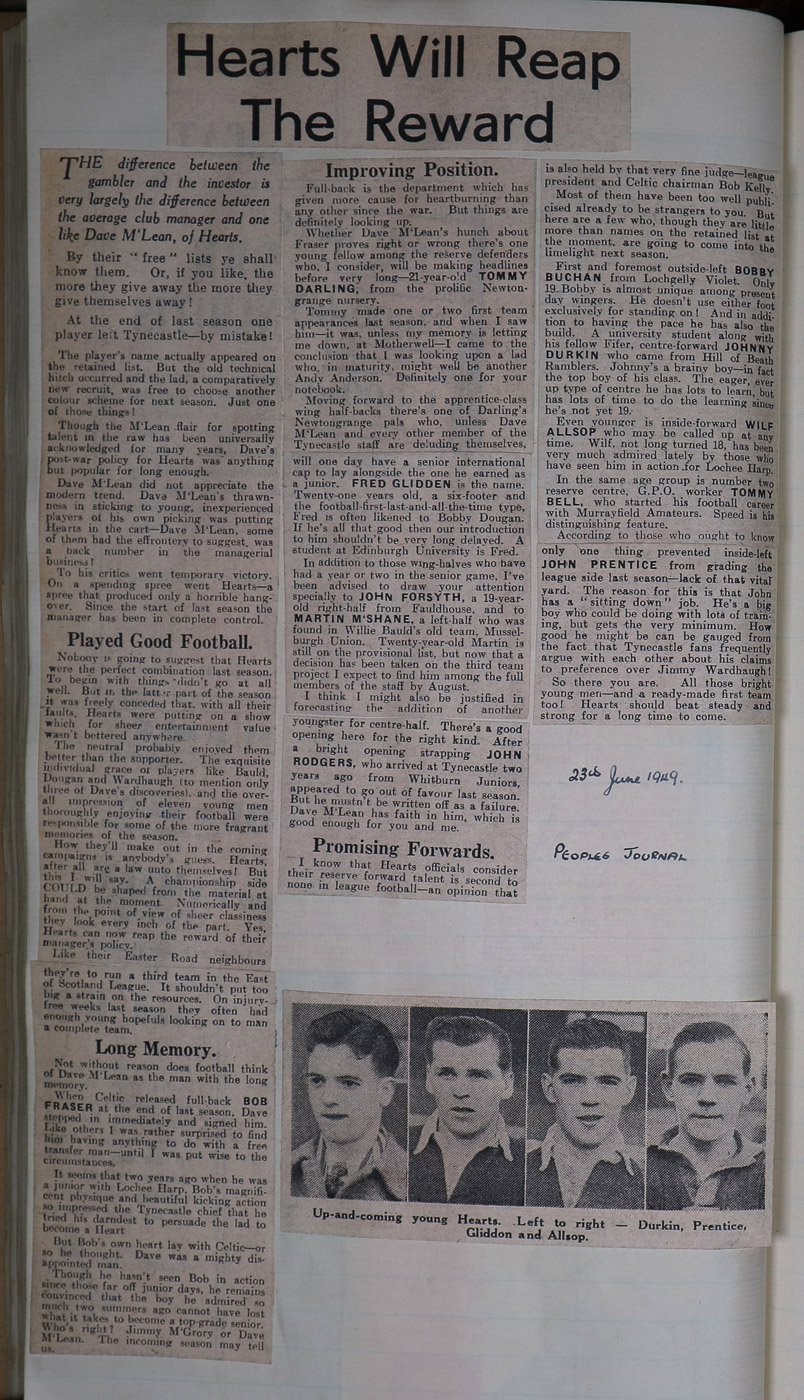 Hearts Will Reap
The Reward
THE difference between the
gambler and the investor is
very largely the difference between
the average club manager and one
like Dave M'Lean, of Hearts.
By their "free" lists ye shall
know them. Or, if you like, the
more they give away the more they
give themselves away!
At the end of last season one
player left Tynecastle—by mistake!
The player's name actually appeared on
the retained list. But the old technical
hitch occurred and the lad, a comparatively
new recruit, was free to choose another
colour scheme for next season. Just one
of those things!
Though the M'Lean flair for spotting
talent in the raw has been universally
acknowledged for many years, Dave's
post-war policy for Hearts was anything
but popular for long enough.
Dave M'Lean did not appreciate the
modern trend. Dave M'Lean's thrawn-
ness in sticking to young, inexperienced
players of his own picking was putting
Hearts in the cart—Dave M'Lean, some
of them had the effrontery to suggest, was
a back number in the managerial
business!
To his critics went temporary victory.
On a spending spree went Hearts—a
spree that produced only a horrible hang-
over. Since the start of last season the
manager has been in complete control.
Played Good Football.
Nobody is going to suggest that Hearts
were the perfect combination last season.
To begin with things didn't go at all
well. But in the latter part of the season
it was freely conceded that, with all their
faults, Hearts were putting on a show
which for sheer entertainment value
wasn't bettered anywhere.
The neutral probably enjoyed them
better than the supporter. The exquisite
individual grace of players like Bauld,
Dougan and Wardhaugh (to mention only
three of Dave's discoveries), and the over-
all impression of eleven young men
thoroughly enjoying their football were
responsible for some of the more fragrant
memories of the season.
How they'll make out in the coming
campaigns is anybody's guess. Hearts,
after all are a law unto themselves! But
this I will say. A championship side
COULD be shaped from the material at
hand at the moment. Numerically and
from the point of view of sheer classiness
they look every inch of the part. Yes,
Hearts can now reap the reward of their
manager's policy.
Like their Easter Road neighbours
they're to run a third team in the East
of Scotland League. It shouldn't put too
big a strain on the resources. On injury-
free weeks last season they often had
enough young hopefuls looking on to man
a complete team.
Long Memory.
Not without reason does football think
of Dave M'Lean as the man with the long
memory.
When Celtic released full-back BOB
FRASER at the end of last season, Dave
stepped in immediately and signed him.
Like others I was rather surprised to find
him having anything to do with a free
transfer man—until I was put wise to the
circumstances.
It seems that two years ago when he was
a junior with Lochee Harp, Bob's magnifi-
cent physique and beautiful kicking action
so impressed the Tynecastle chief that he
tried his darndest to persuade the lad to
become a Heart
But Bob's own heart lay with Celtic—or
so he thought. Dave was a mighty dis-
appointed man.
Though he hasn't seen Bob in action
since those far off junior days, he remains
convinced that the boy he admired so
much two summers ago cannot have lost
what it takes to become a top-grade senior.
Who's right? Jimmy M'Grory or Dave
M'Lean. The incoming season may tell
us.
Improving Position.
Full-back is the department which has
given more cause for heartburning than
any other since the war. But things are
definitely looking up.
Whether Dave M'Lean's hunch about
Fraser proves right or wrong there's one
young fellow among the reserve defenders
who, I consider, will be making headlines
before very long—21-year-old TOMMY
DARLING, from the prolific Newton-
grange nursery.
Tommy made one or two first team
appearances last season, and when I saw
him—it was, unless my memory is letting
me down, at Motherwell—I came to the
conclusion that I was looking upon a lad
who, in maturity, might well be another
Andy Anderson. Definitely one for your
notebook.
Moving forward to the apprentice-class
wing half-backs there's one of Darling's
Newtongrange pals who, unless Dave
M'Lean and every other member of the
Tynecastle staff are deluding themselves,
will one day have a senior international
cap to lay alongside the one he earned as
a junior. FRED GLIDDEN is the name.
Twenty-one years old, a six-footer and
the football-first-last-and-all-the-time type,
Fred is often likened to Bobby Dougan.
If he's all that good then our introduction
to him shouldn't be very long delayed. A
student at Edinburgh University is Fred.
In addition to those wing-halves who have
had a year or two in the senior game, I've
been advised to draw your attention
specially to JOHN FORSYTH, a 19-year-
old right-half from Fauldhouse, and to
MARTIN M'SHANE, a left-half who was
found in Willie Bauld's old team, Mussel-
burgh Union. Twenty-year-old Martin is
still on the provisional list, but now that a
decision has been taken on the third team
project I expect to find him among the full
members of the staff by August.
I think I might also be justified in
forecasting the addition of another
youngster for centre-half. There's a good
opening here for the right kind. After
a bright opening strapping JOHN
RODGERS, who arrived at Tynecastle two
years ago from Whitburn Juniors,
appeared to go out of favour last season.
But he mustn't be written off as a failure.
Dave M'Lean has faith in him, which is
good enough for you and me.
Promising Forwards.
I know that Hearts officials consider
their reserve forward talent is second to
none in league football—an opinion that
is also held by that very fine judge—league
president and Celtic chairman Bob Kelly.
Most of them have been too well publi-
cised already to be strangers to you. But
here are a few who, though they are little
more than names on the retained list at
the moment, are going to come into the
limelight next season.
First and foremost outside-left BOBBY
BUCHAN from Lochgelly Violet. Only
19 Bobby is almost unique among present
day wingers. He doesn't use either foot
exclusively for standing on! And in addi-
tion to having the pace he has also the
build. A university student along with
his fellow Fifer, centre-forward JOHNNY
DURKIN who came from Hill of Beath
Ramblers. Johnny's a brainy boy—in fact
the top boy of his class. The eager, ever
up type of centre he has lots to learn, but
has lots of time to do the learning since
he's not yet 19.
Even younger is inside-forward WILF
ALLSOP who may be called up at any
time. Wilf, not long turned 18, has been
very much admired lately by those who
have seen him in action for Lochee Harp.
In the same age group is number two
reserve centre, G.P.O. worker TOMMY
BELL, who started his football career
with Murrayfield Amateurs. Speed is his
distinguishing feature.
According to those who ought to know
only one thing prevented inside-left
JOHN PRENTICE from grading the
league side last season—lack of that vital
yard. The reason for this is that John
has a "sitting down" job. He's a big
boy who could be doing with lots of train-
ing, but gets the very minimum. How
good he might be can be gauged from
the fact that Tynecastle fans frequently
argue with each other about his claims
to preference over Jimmy Wardhaugh!
So there you are. All those bright
young men—and a ready-made first team
too! Hearts should beat steady and
strong for a long time to come.
23rd June 1949.
PEOPLES JOURNAL
Up-and-coming young Hearts. Left to right — Durkin, Prentice,
Gliddon and Allsop.